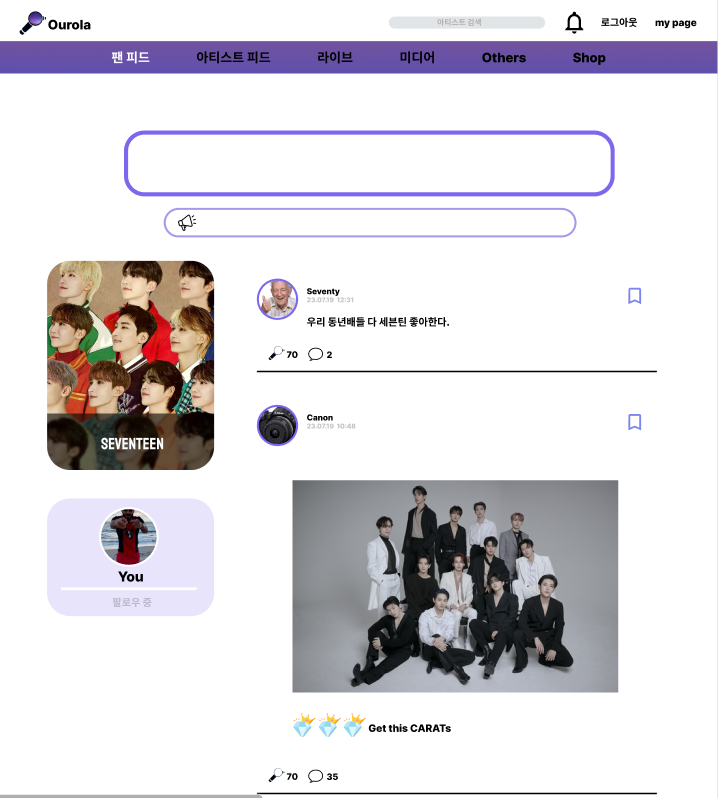 Ourola
아티스트 검색
로그아웃
my page
팬 피드
아티스트 피드
라이브
미디어
Others
Shop
SEVENTEEN
You
팔로우 중
Seventy
23.07.19 12:31
우리 동년배들 다 세븐틴 좋아한다.
70
2
Canon
23.07.19 10:48
Get this CARATs
70
35